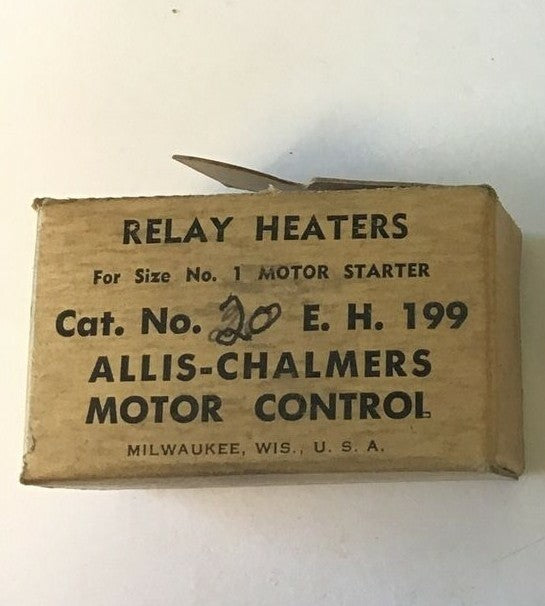 RELAY HEATERS
For Size No. 1 MOTOR STARTER
Cat. No. 20 E. H. 199
ALLIS-CHALMERS
MOTOR CONTROL
MILWAUKEE, WIS., U. S. A.